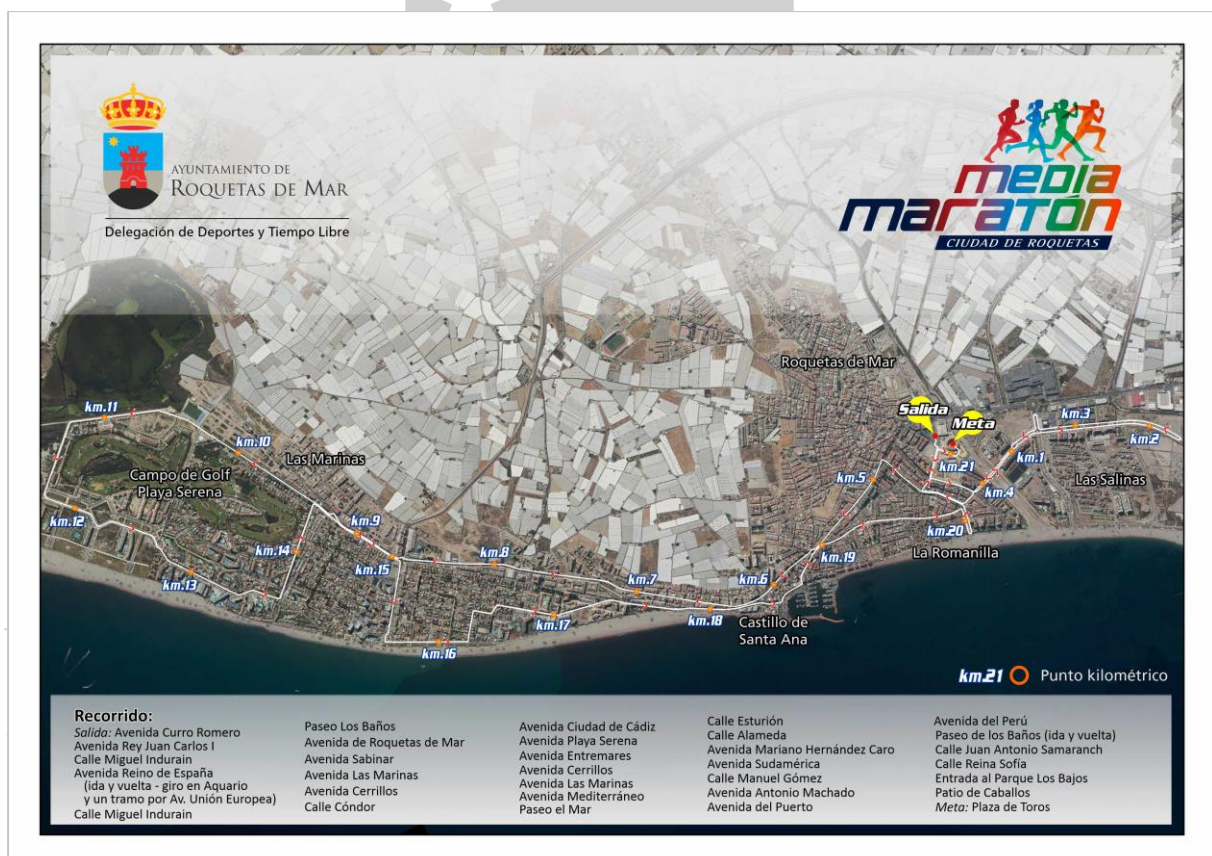 AYUNTAMIENTO DE
ROQUETAS DE MAR
Delegación de Deportes y Tiempo Libre
media
maratón
CIUDAD DE ROQUETAS
Roquetas de Mar
Salida
Meta
km.11
km.10
Las Marinas
Campo de Golf
Playa Serena
km.12
km.13
km.14
km.9
km.15
km.8
km.7
km.16
km.17
km.18
km.6
Castillo de
Santa Ana
km.5
km.19
km.20
La Romanilla
km.21
km.4
km.1
km.3
km.2
Las Salinas
km.21 Punto kilométrico
Recorrido:
Salida: Avenida Curro Romero
Avenida Rey Juan Carlos I
Calle Miguel Indurain
Avenida Reino de España
(ida y vuelta - giro en Aquario
y un tramo por Av. Unión Europea)
Calle Miguel Indurain
Paseo Los Baños
Avenida de Roquetas de Mar
Avenida Sabinar
Avenida Las Marinas
Avenida Cerrillos
Calle Cóndor
Avenida Ciudad de Cádiz
Avenida Playa Serena
Avenida Entremares
Avenida Cerrillos
Avenida Las Marinas
Avenida Mediterráneo
Paseo el Mar
Calle Esturión
Calle Alameda
Avenida Mariano Hernández Caro
Avenida Sudamérica
Calle Manuel Gómez
Avenida Antonio Machado
Avenida del Puerto
Avenida del Perú
Paseo de los Baños (ida y vuelta)
Calle Juan Antonio Samaranch
Calle Reina Sofía
Entrada al Parque Los Bajos
Patio de Caballos
Meta: Plaza de Toros